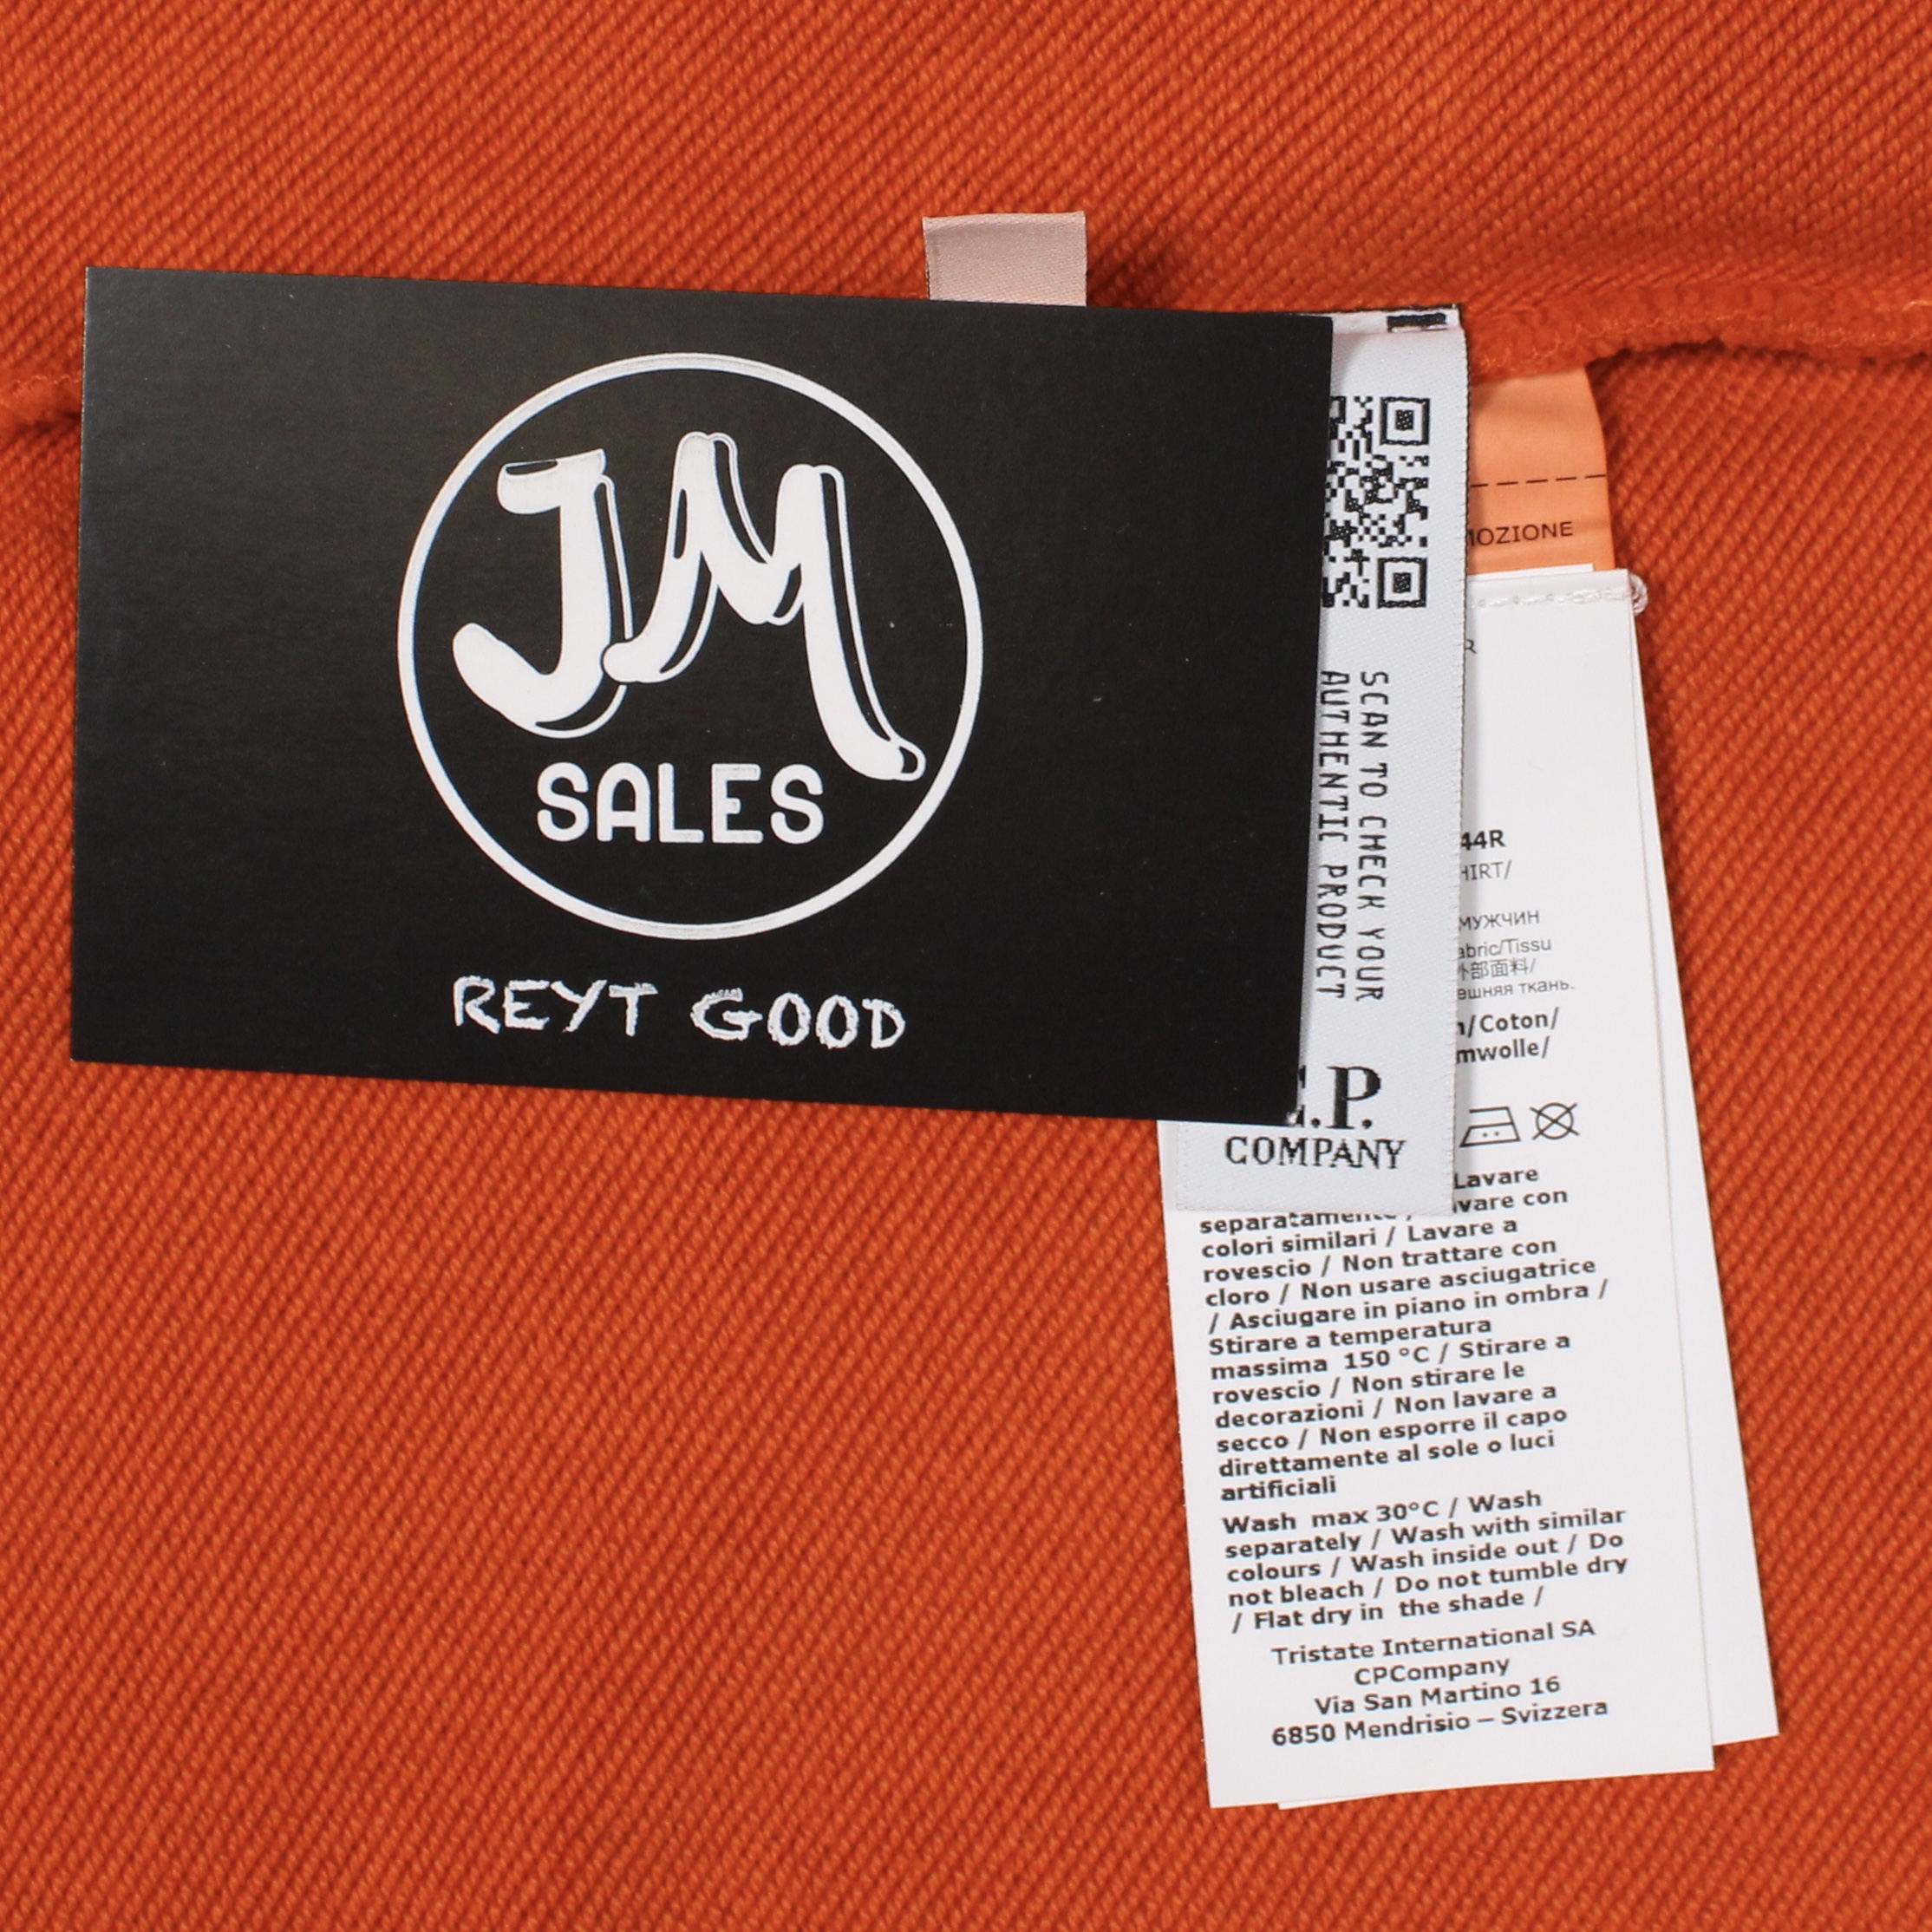 JM
SALES
REYT GOOD
SCAN TO CHECK YOUR
AUTHENTIC PRODUCT
C.P.
COMPANY
44R
МУЖЧИН
/Tissu
外部面料/
ткань.
/Coton/
Lavare
separatamente / Lavare con
colori similari / Lavare a
rovescio / Non trattare con
cloro / Non usare asciugatrice
/ Asciugare in piano in ombra /
Stirare a temperatura
massima 150 °C / Stirare a
rovescio / Non stirare le
decorazioni / Non lavare a
secco / Non esporre il capo
direttamente al sole o luci
artificiali
Wash max 30°C / Wash
separately / Wash with similar
colours / Wash inside out / Do
not bleach / Do not tumble dry
/ Flat dry in the shade /
Tristate International SA
CPCompany
Via San Martino 16
6850 Mendrisio – Svizzera